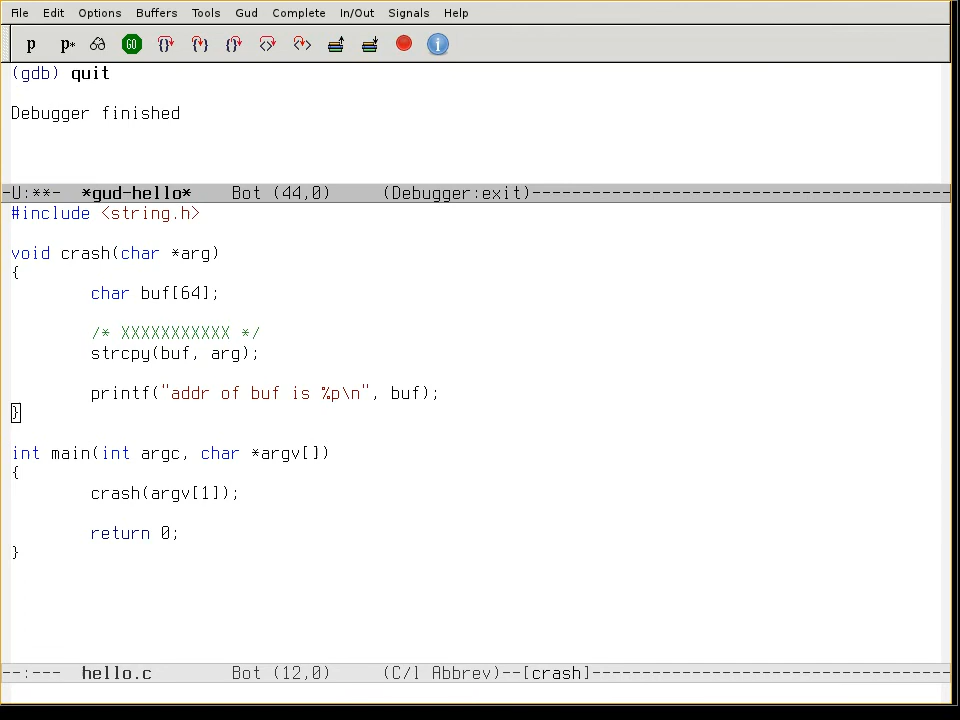 File Edit Options Buffers Tools Gud Complete In/Out Signals Help
p p* GO {} {} {} <> <> i
(gdb) quit
Debugger finished
-U:**-  *gud-hello*    Bot (44,0)     (Debugger:exit)------------------------------------------
#include <string.h>
void crash(char *arg)
{
char buf[64];
/* XXXXXXXXXXX */
strcpy(buf, arg);
printf("addr of buf is %p\n", buf);
}
int main(int argc, char *argv[])
{
crash(argv[1]);
return 0;
}
--:---  hello.c        Bot (12,0)     (C/l Abbrev)--[crash]------------------------------------